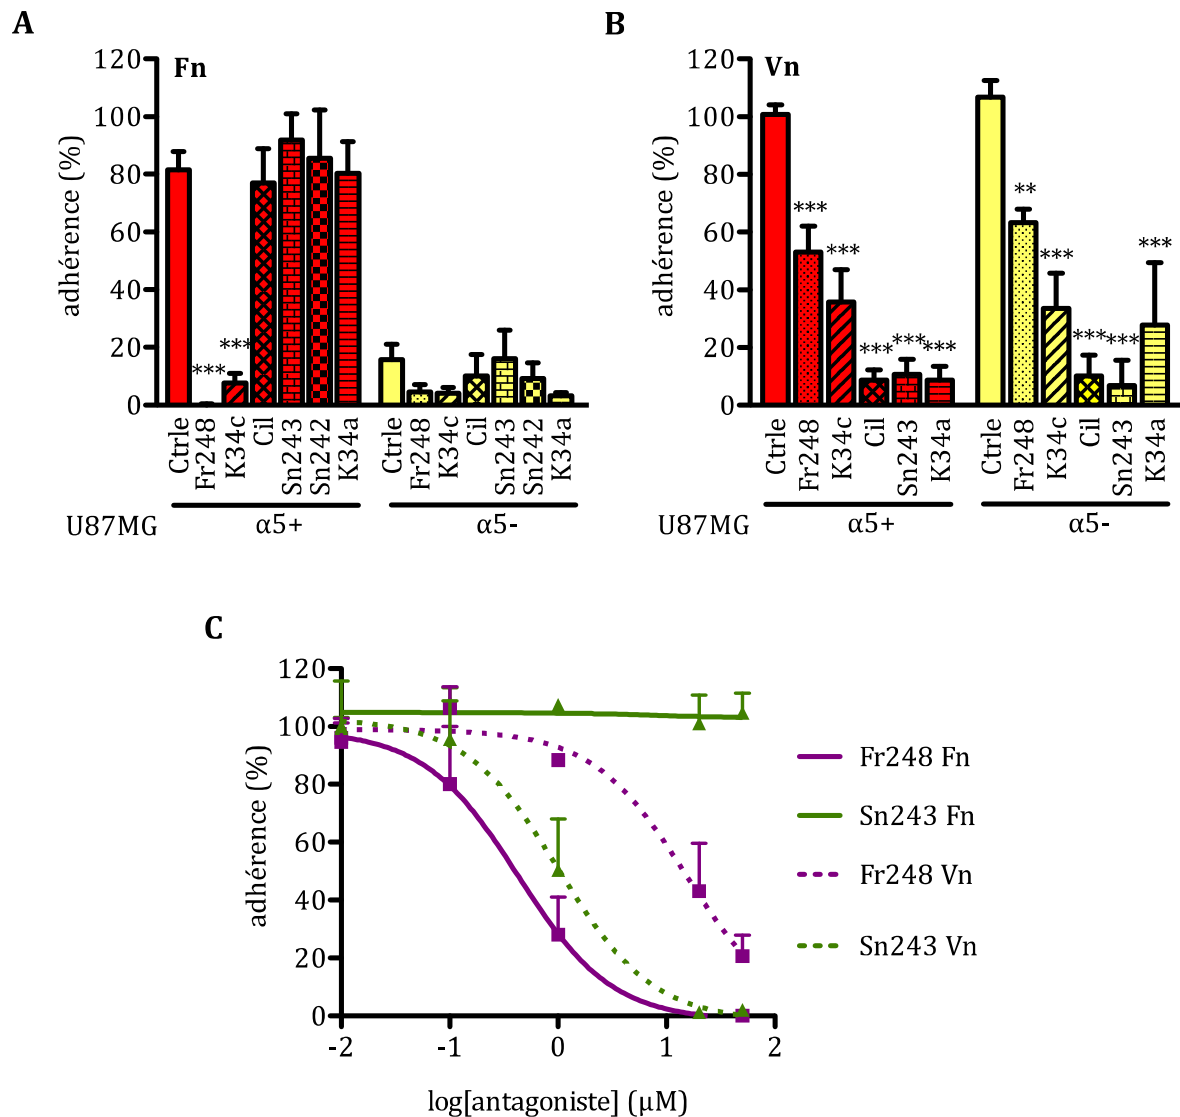 A
B
Fn
Vn
adhérence (%)
120
100
80
60
40
20
0
***
***
Ctrle
Fr248
K34c
Cil
Sn243
Sn242
K34a
Ctrle
Fr248
K34c
Cil
Sn243
Sn242
K34a
U87MG
α5+
α5-
adhérence (%)
120
100
80
60
40
20
0
***
***
***
***
***
**
***
***
***
***
Ctrle
Fr248
K34c
Cil
Sn243
K34a
Ctrle
Fr248
K34c
Cil
Sn243
K34a
U87MG
α5+
α5-
C
adhérence (%)
120
100
80
60
40
20
0
-2
-1
0
1
2
log[antagoniste] (µM)
Fr248 Fn
Sn243 Fn
Fr248 Vn
Sn243 Vn